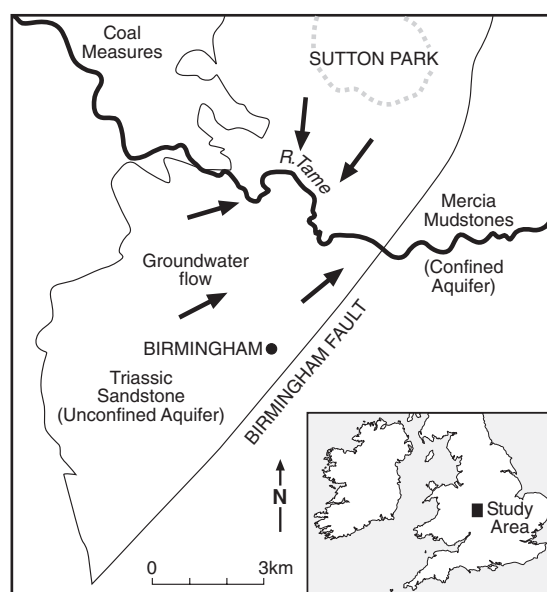 Coal
Measures
SUTTON PARK
R.Tame
Mercia
Mudstones
(Confined
Aquifer)
Groundwater
flow
BIRMINGHAM
BIRMINGHAM FAULT
Triassic
Sandstone
(Unconfined Aquifer)
N
0
3km
Study
Area